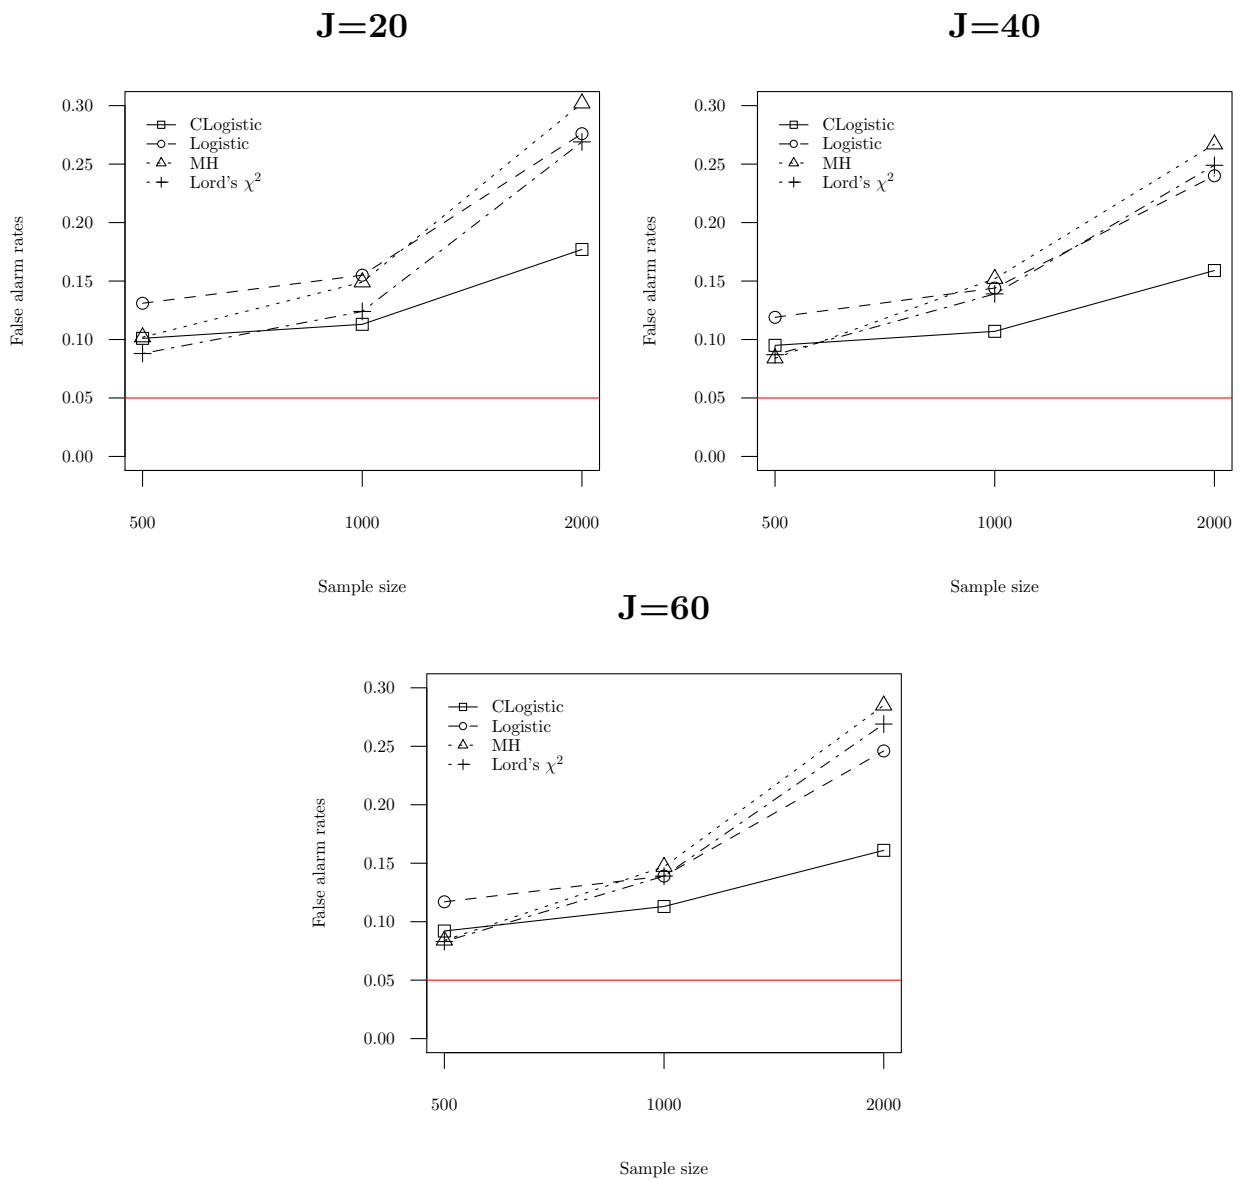 J=20
0.30
0.25
0.20
0.15
0.10
0.05
0.00
False alarm rates
CLogistic
Logistic
MH
Lord's χ²
500 1000 2000
Sample size
J=40
0.30
0.25
0.20
0.15
0.10
0.05
0.00
False alarm rates
CLogistic
Logistic
MH
Lord's χ²
500 1000 2000
Sample size
J=60
0.30
0.25
0.20
0.15
0.10
0.05
0.00
False alarm rates
CLogistic
Logistic
MH
Lord's χ²
500 1000 2000
Sample size